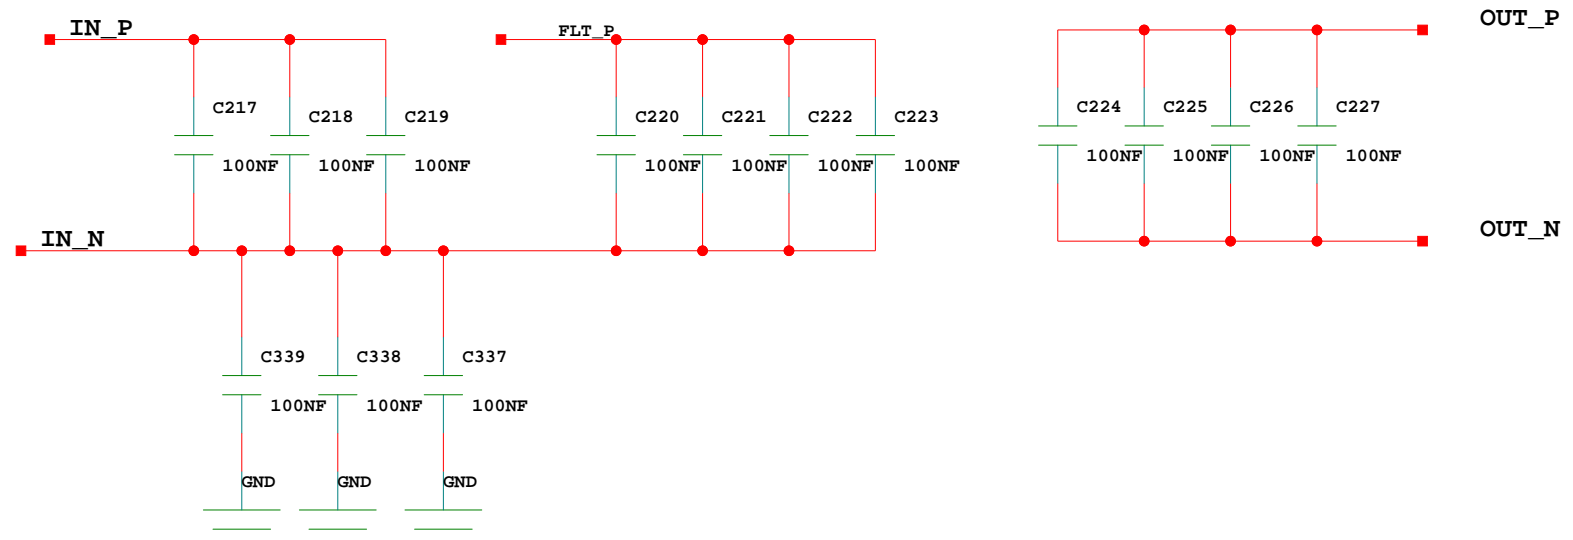 IN_P
FLT_P
OUT_P
C217
C218
C219
C220
C221
C222
C223
C224
C225
C226
C227
100NF
100NF
100NF
100NF
100NF
100NF
100NF
100NF
100NF
100NF
100NF
IN_N
OUT_N
C339
C338
C337
100NF
100NF
100NF
GND
GND
GND